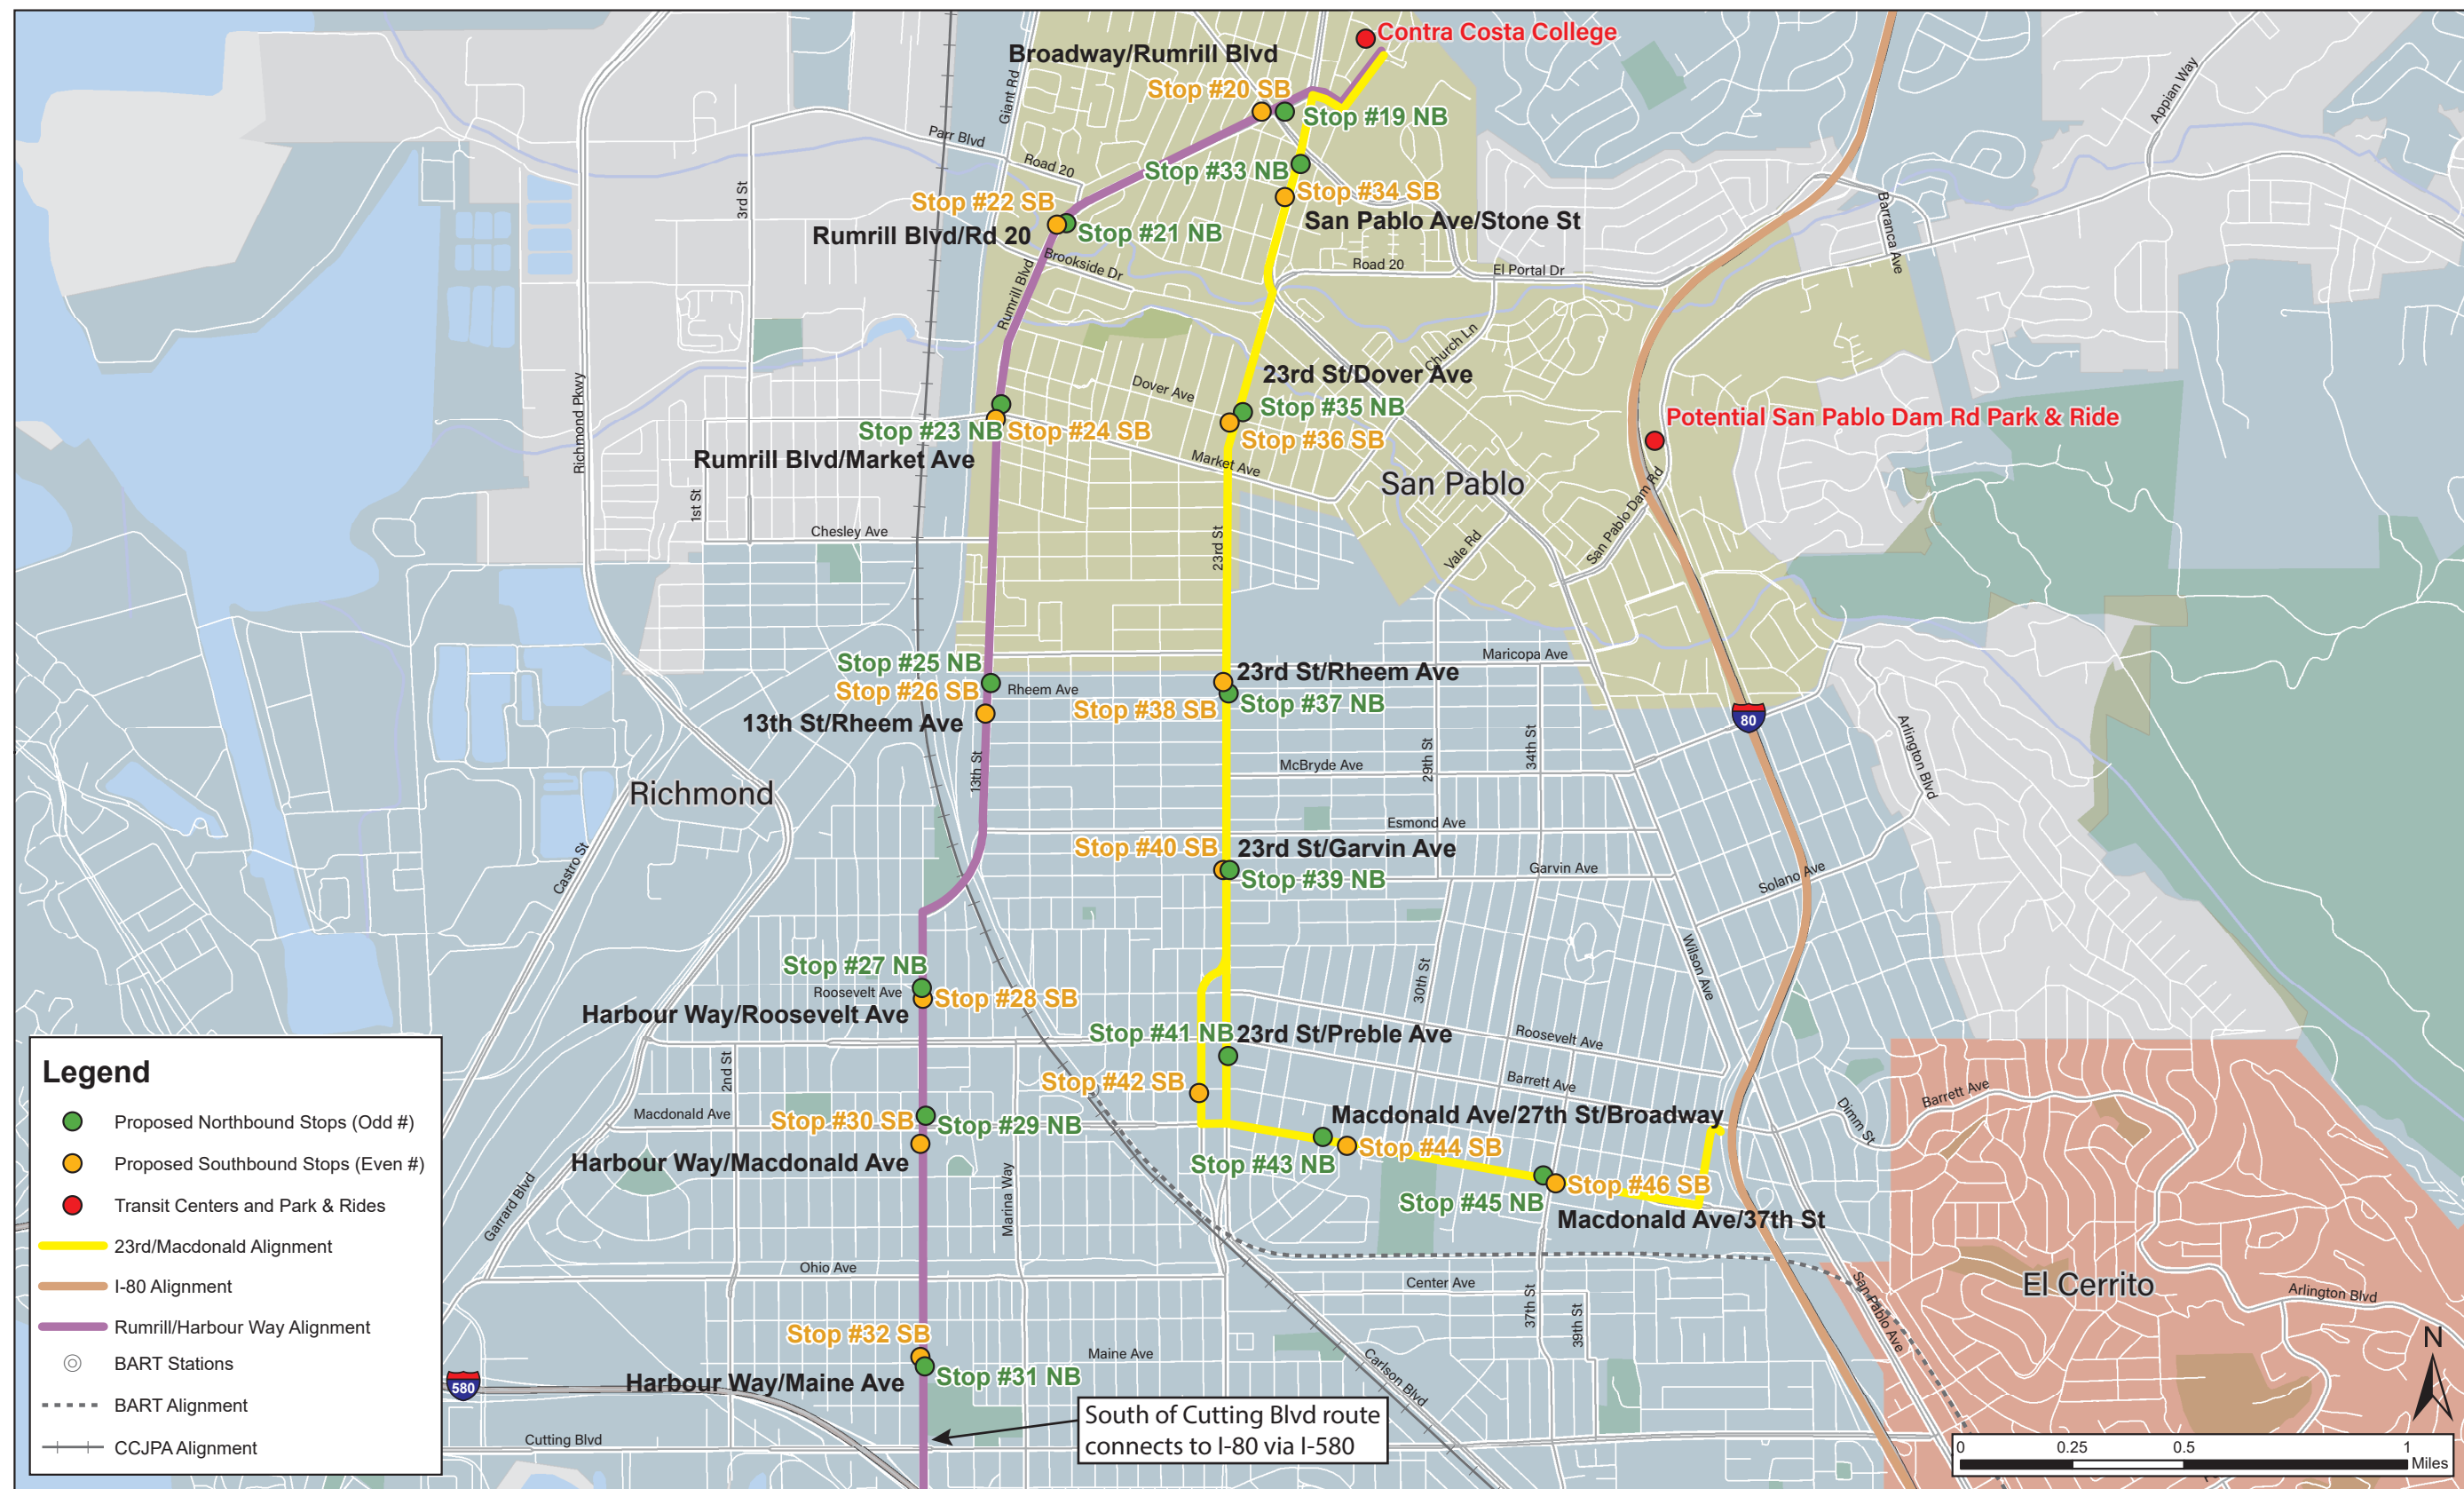 Contra Costa College
Broadway/Rumrill Blvd
Stop #20 SB
Stop #19 NB
Giant Rd
Appian Way
Parr Blvd
Road 20
Stop #33 NB
Stop #34 SB
San Pablo Ave/Stone St
3rd St
Stop #22 SB
Rumrill Blvd/Rd 20
Stop #21 NB
Barranca Ave
Brookside Dr
Road 20
El Portal Dr
Rumrill Blvd
Church Ln
23rd St/Dover Ave
Dover Ave
Stop #35 NB
Stop #36 SB
Richmond Pkwy
Potential San Pablo Dam Rd Park & Ride
Stop #23 NB
Stop #24 SB
Rumrill Blvd/Market Ave
Market Ave
San Pablo
San Pablo Dam Rd
1st St
Chesley Ave
23rd St
Vale Rd
Stop #25 NB
Stop #26 SB
Rheem Ave
13th St/Rheem Ave
Maricopa Ave
23rd St/Rheem Ave
Stop #38 SB
Stop #37 NB
80
Arlington Blvd
13th St
McBryde Ave
29th St
34th St
Richmond
Esmond Ave
Stop #40 SB
23rd St/Garvin Ave
Stop #39 NB
Garvin Ave
Solano Ave
Castro St
Wilson Ave
30th St
Stop #27 NB
Roosevelt Ave
Stop #28 SB
Harbour Way/Roosevelt Ave
Stop #41 NB
23rd St/Preble Ave
Roosevelt Ave
Barrett Ave
Stop #42 SB
2nd St
Macdonald Ave
Stop #30 SB
Stop #29 NB
Harbour Way/Macdonald Ave
Macdonald Ave/27th St/Broadway
Stop #43 NB
Stop #44 SB
Dimm St
Barrett Ave
Stop #45 NB
Stop #46 SB
Macdonald Ave/37th St
Garrard Blvd
Marina Way
Ohio Ave
Center Ave
37th St
39th St
San Pablo Ave
El Cerrito
Arlington Blvd
Stop #32 SB
Stop #31 NB
Maine Ave
Harbour Way/Maine Ave
Carlson Blvd
580
Cutting Blvd
South of Cutting Blvd route
connects to I-80 via I-580
Legend
Proposed Northbound Stops (Odd #)
Proposed Southbound Stops (Even #)
Transit Centers and Park & Rides
23rd/Macdonald Alignment
I-80 Alignment
Rumrill/Harbour Way Alignment
BART Stations
BART Alignment
CCJPA Alignment
N
0 0.25 0.5 1
Miles